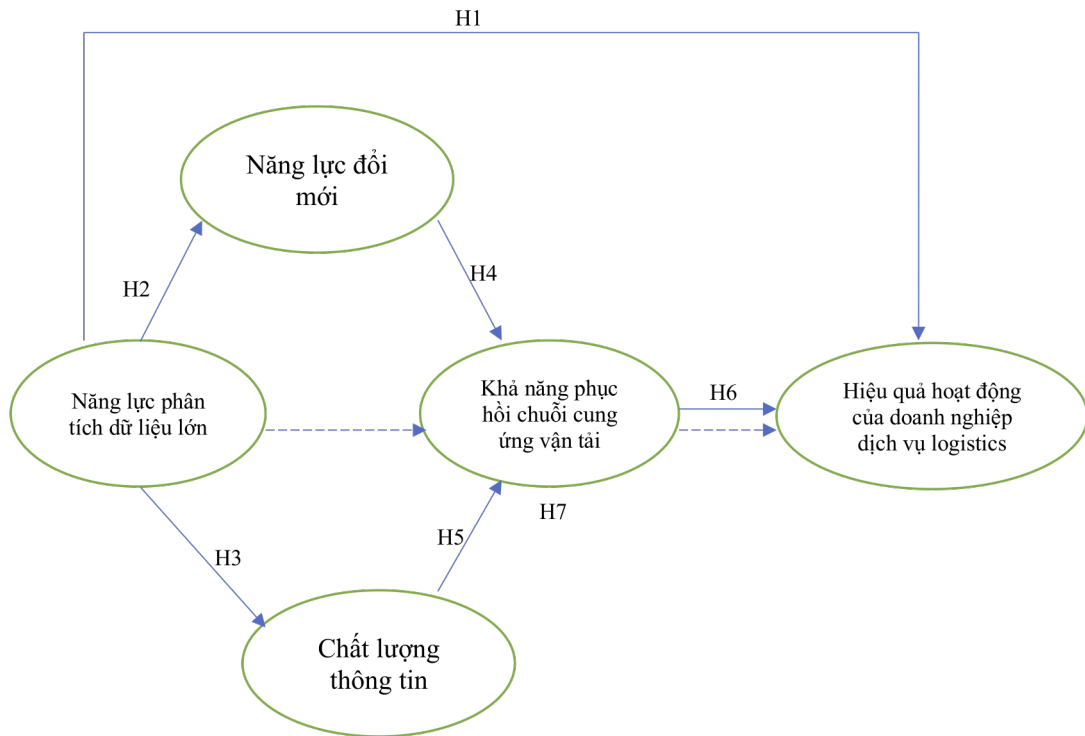 H1
Năng lực đổi
mới
H2
H4
Năng lực phân
tích dữ liệu lớn
Khả năng phục
hồi chuỗi cung
ứng vận tải
H6
Hiệu quả hoạt động
của doanh nghiệp
dịch vụ logistics
H7
H3
H5
Chất lượng
thông tin